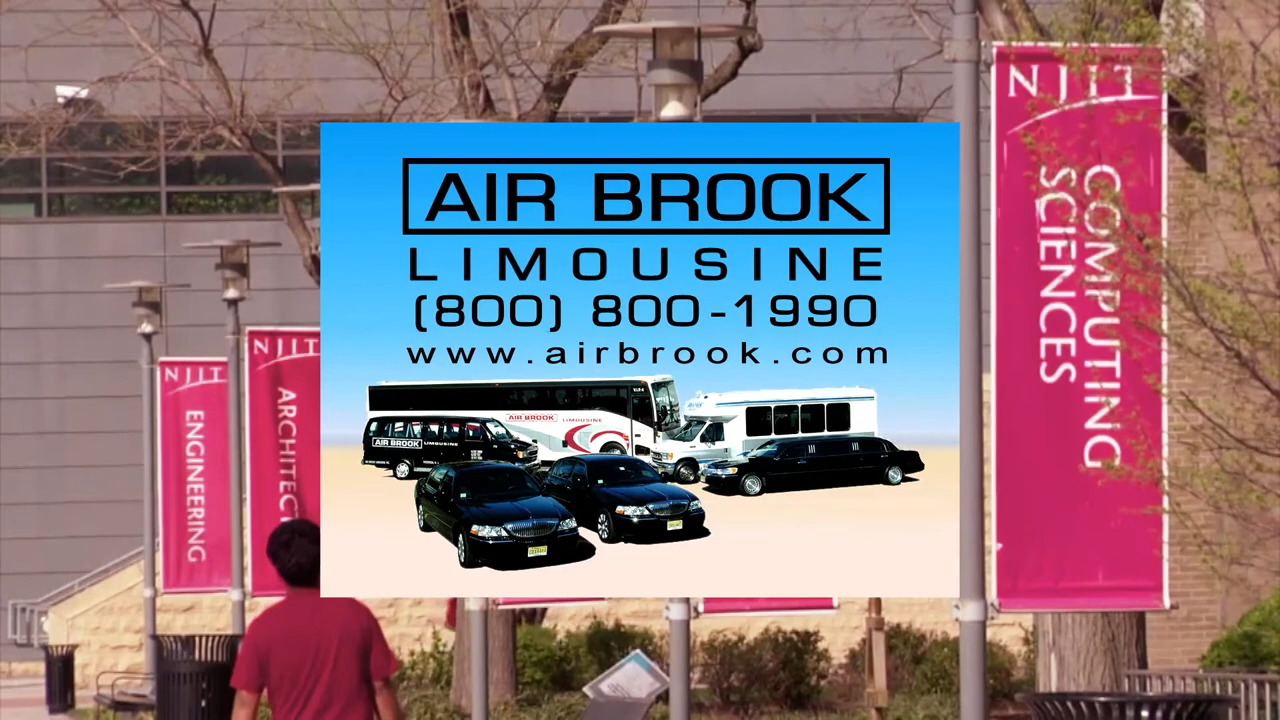 AIR BROOK
LIMOUSINE
(800) 800-1990
www.airbrook.com
AIR BROOK LIMOUSINE
AIR BROOK LIMOUSINE
NJIT
ENGINEERING
NJIT
NJIT
COMPUTING
SCIENCES